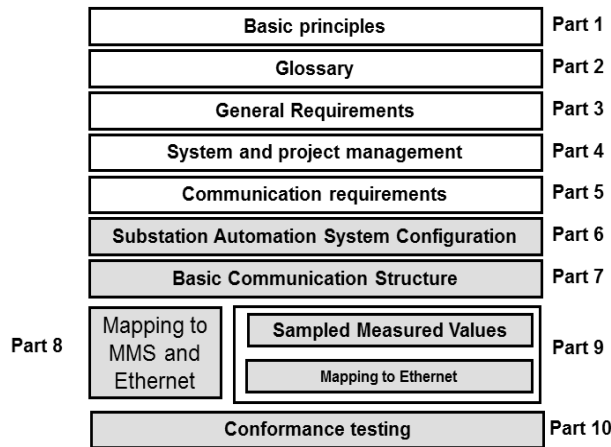 Basic principles Part 1
Glossary Part 2
General Requirements Part 3
System and project management Part 4
Communication requirements Part 5
Substation Automation System Configuration Part 6
Basic Communication Structure Part 7
Part 8
Mapping to
MMS and
Ethernet
Sampled Measured Values
Mapping to Ethernet
Part 9
Conformance testing Part 10